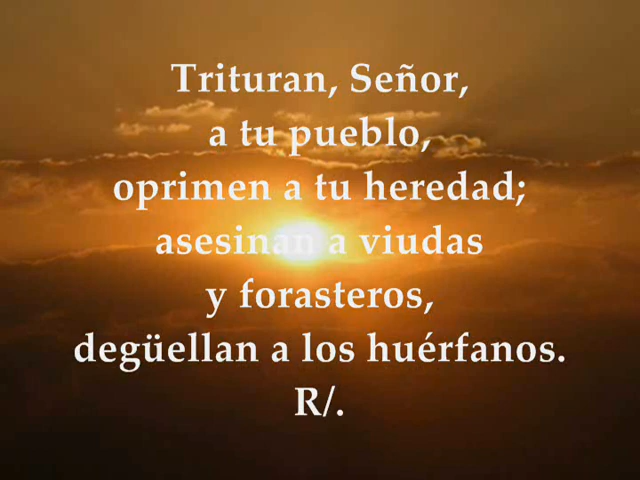 Trituran, Señor,
a tu pueblo,
oprimen a tu heredad;
asesinan a viudas
y forasteros,
degüellan a los huérfanos.
R/.